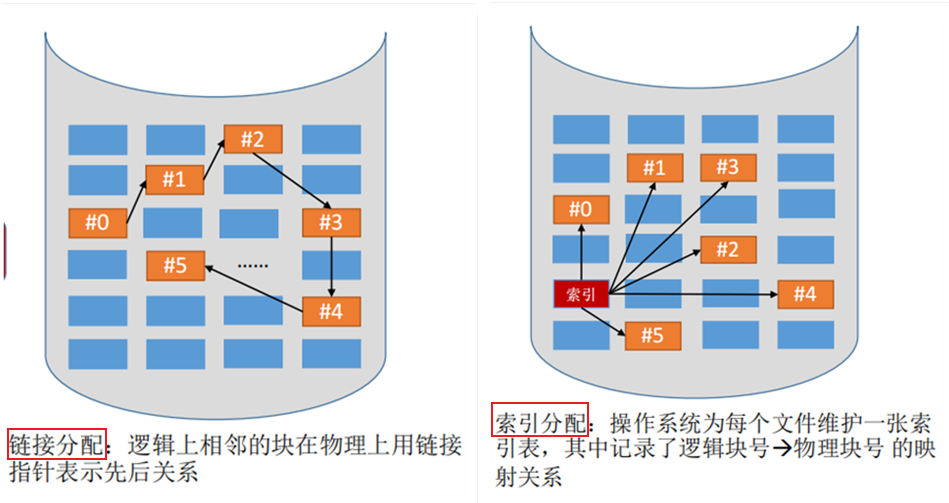 #2
#1
#0
#3
#5
……
#4
链接分配：逻辑上相邻的块在物理上用链接
指针表示先后关系
#1
#3
#0
#2
索引
#4
#5
索引分配：操作系统为每个文件维护一张索
引表，其中记录了逻辑块号→物理块号 的映
射关系